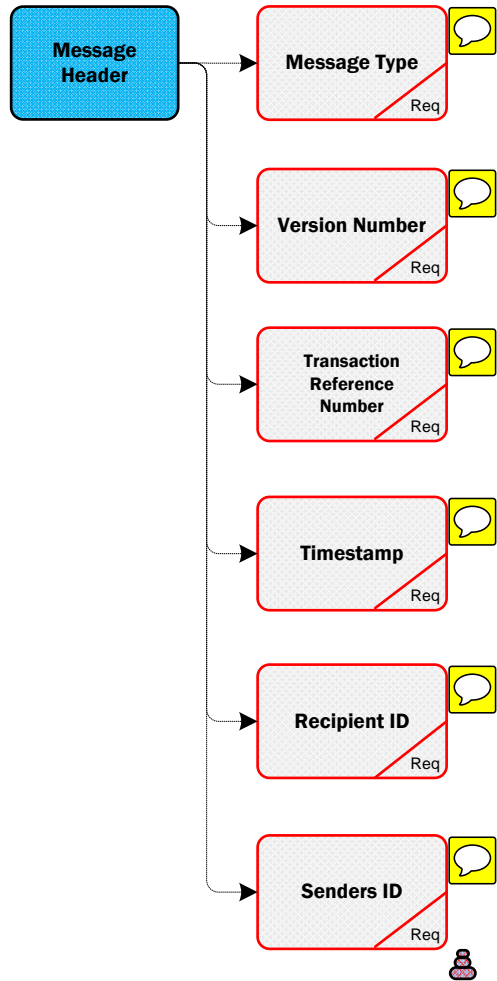 Message
Header
Message Type
Req
Version Number
Req
Transaction
Reference
Number
Req
Timestamp
Req
Recipient ID
Req
Senders ID
Req